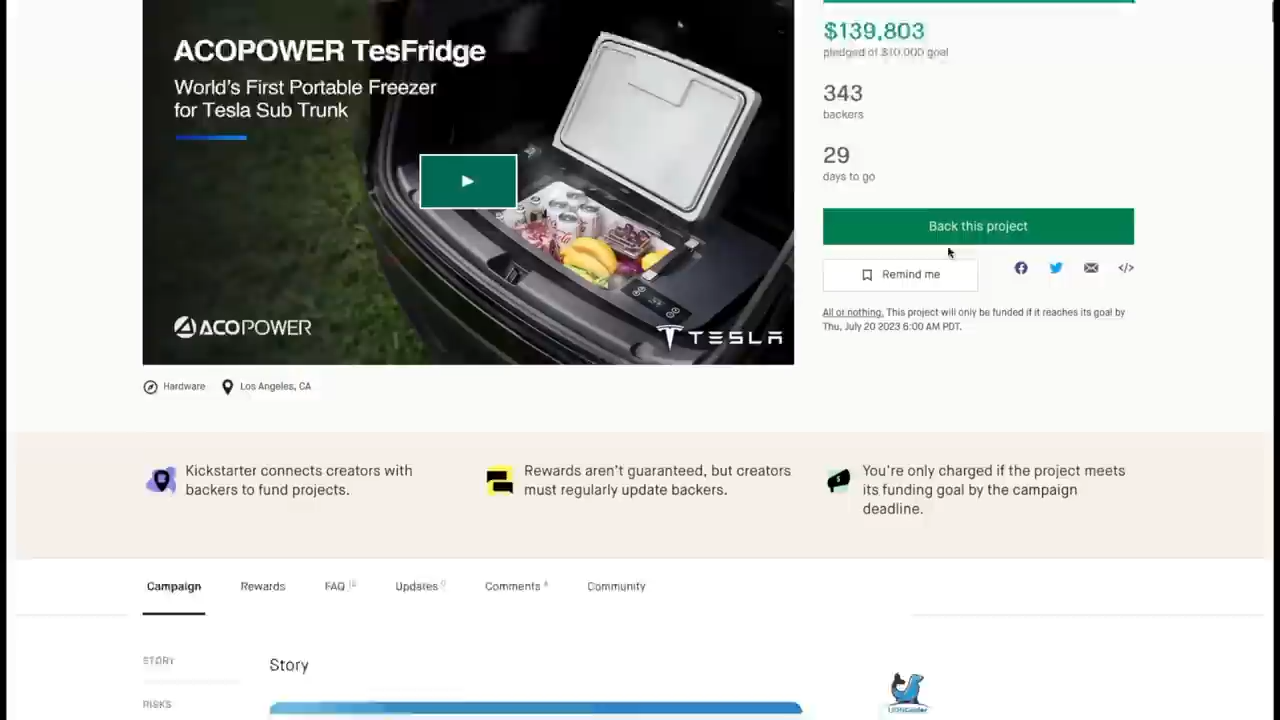 ACOPOWER TesFridge
World's First Portable Freezer
for Tesla Sub Trunk
ACOPOWER
TESLA
$139,803
pledged of $10,000 goal
343
backers
29
days to go
Back this project
Remind me
</>
All or nothing. This project will only be funded if it reaches its goal by
Thu, July 20 2023 6:00 AM PDT.
Hardware Los Angeles, CA
Kickstarter connects creators with
backers to fund projects.
Rewards aren't guaranteed, but creators
must regularly update backers.
You're only charged if the project meets
its funding goal by the campaign
deadline.
Campaign Rewards FAQ Updates Comments Community
STORY
Story
RISKS